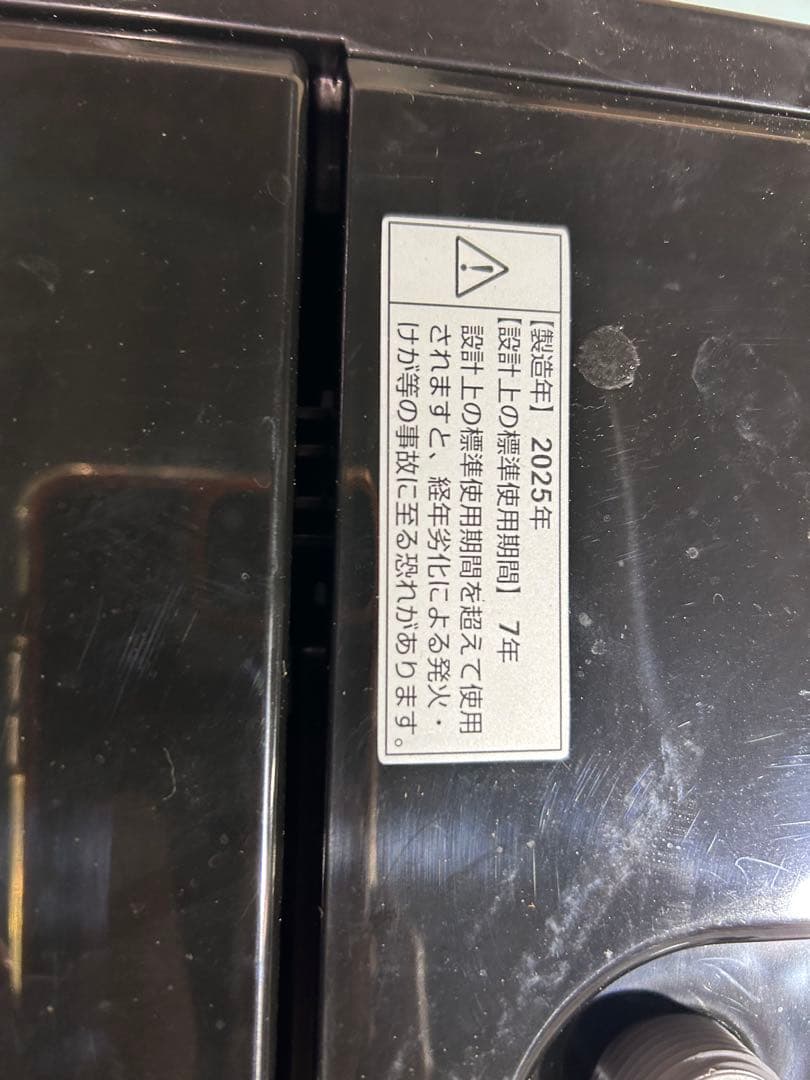 【製造年】 2025年
【設計上の標準使用期間】 7年
設計上の標準使用期間を超えて使用
されますと、経年劣化による発火・
けが等の事故に至る恐れがあります。